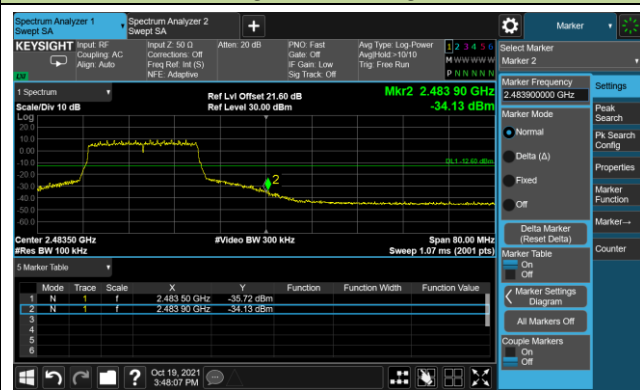 Spectrum Analyzer 1
Swept SA
Spectrum Analyzer 2
Swept SA
Marker
KEYSIGHT
Input: RF
Coupling: AC
Align: Auto
Input Z: 50 Ω
Corrections: Off
Freq Ref: Int (S)
NFE: Adaptive
Atten: 20 dB
PNO: Fast
Gate: Off
IF Gain: Low
Sig Track: Off
Avg Type: Log-Power
Avg|Hold:>10/10
Trig: Free Run
1 2 3 4 5 6
M W W W W W
P N N N N N
LV
Select Marker
Marker 2
1 Spectrum
Scale/Div 10 dB
Log
Ref Lvl Offset 21.60 dB
Ref Level 30.00 dBm
Mkr2 2.483 90 GHz
-34.13 dBm
20.0
10.0
0.00
-10.0
-20.0
-30.0
-40.0
-50.0
-60.0
DL1 -12.60 dBm
2
Center 2.48350 GHz
#Res BW 100 kHz
#Video BW 300 kHz
Span 80.00 MHz
Sweep 1.07 ms (2001 pts)
5 Marker Table
Mode Trace Scale X Y Function Function Width Function Value
1 N 1 f 2.483 50 GHz -35.72 dBm
2 N 1 f 2.483 90 GHz -34.13 dBm
3
4
5
6
Marker Frequency
2.483900000 GHz
Marker Mode
Normal
Delta (Δ)
Fixed
Off
Delta Marker
(Reset Delta)
Marker Table
On
Off
Marker Settings
Diagram
All Markers Off
Couple Markers
On
Off
Settings
Peak
Search
Pk Search
Config
Properties
Marker
Function
Marker→
Counter
Oct 19, 2021
3:48:07 PM